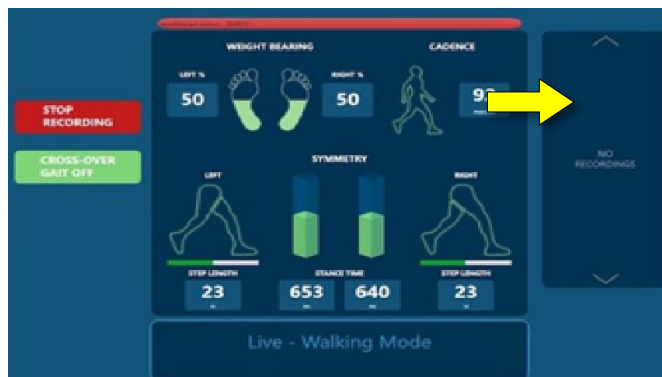 WEIGHT BEARING
CADENCE
LEFT %
RIGHT %
50
50
STOP
RECORDING
CROSS-OVER
GAIT OFF
NO
RECORDINGS
SYMMETRY
LEFT
RIGHT
STEP LENGTH
STANCE TIME
STEP LENGTH
23
653
640
23
Live - Walking Mode